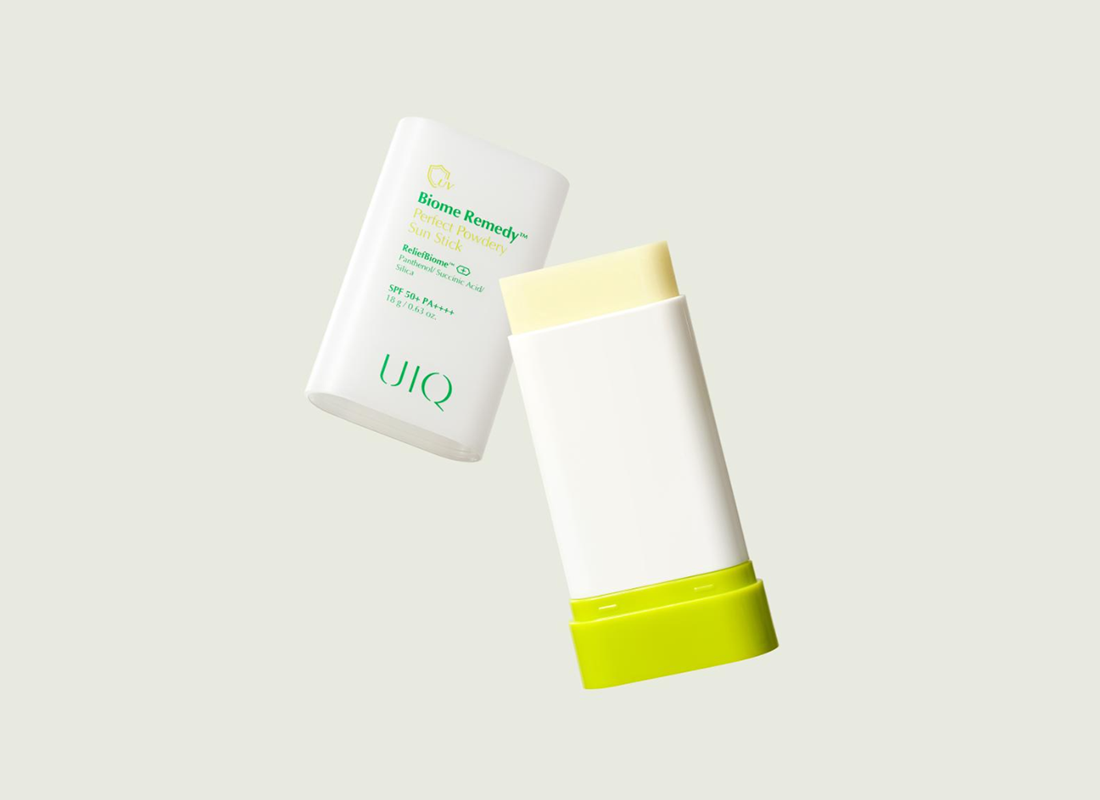 UV
Biome Remedy™
Perfect Powdery
Sun Stick
ReliefBiome™
Panthenol/ Succinic Acid/
Silica
SPF 50+ PA++++
18 g / 0.63 oz.
UIQ